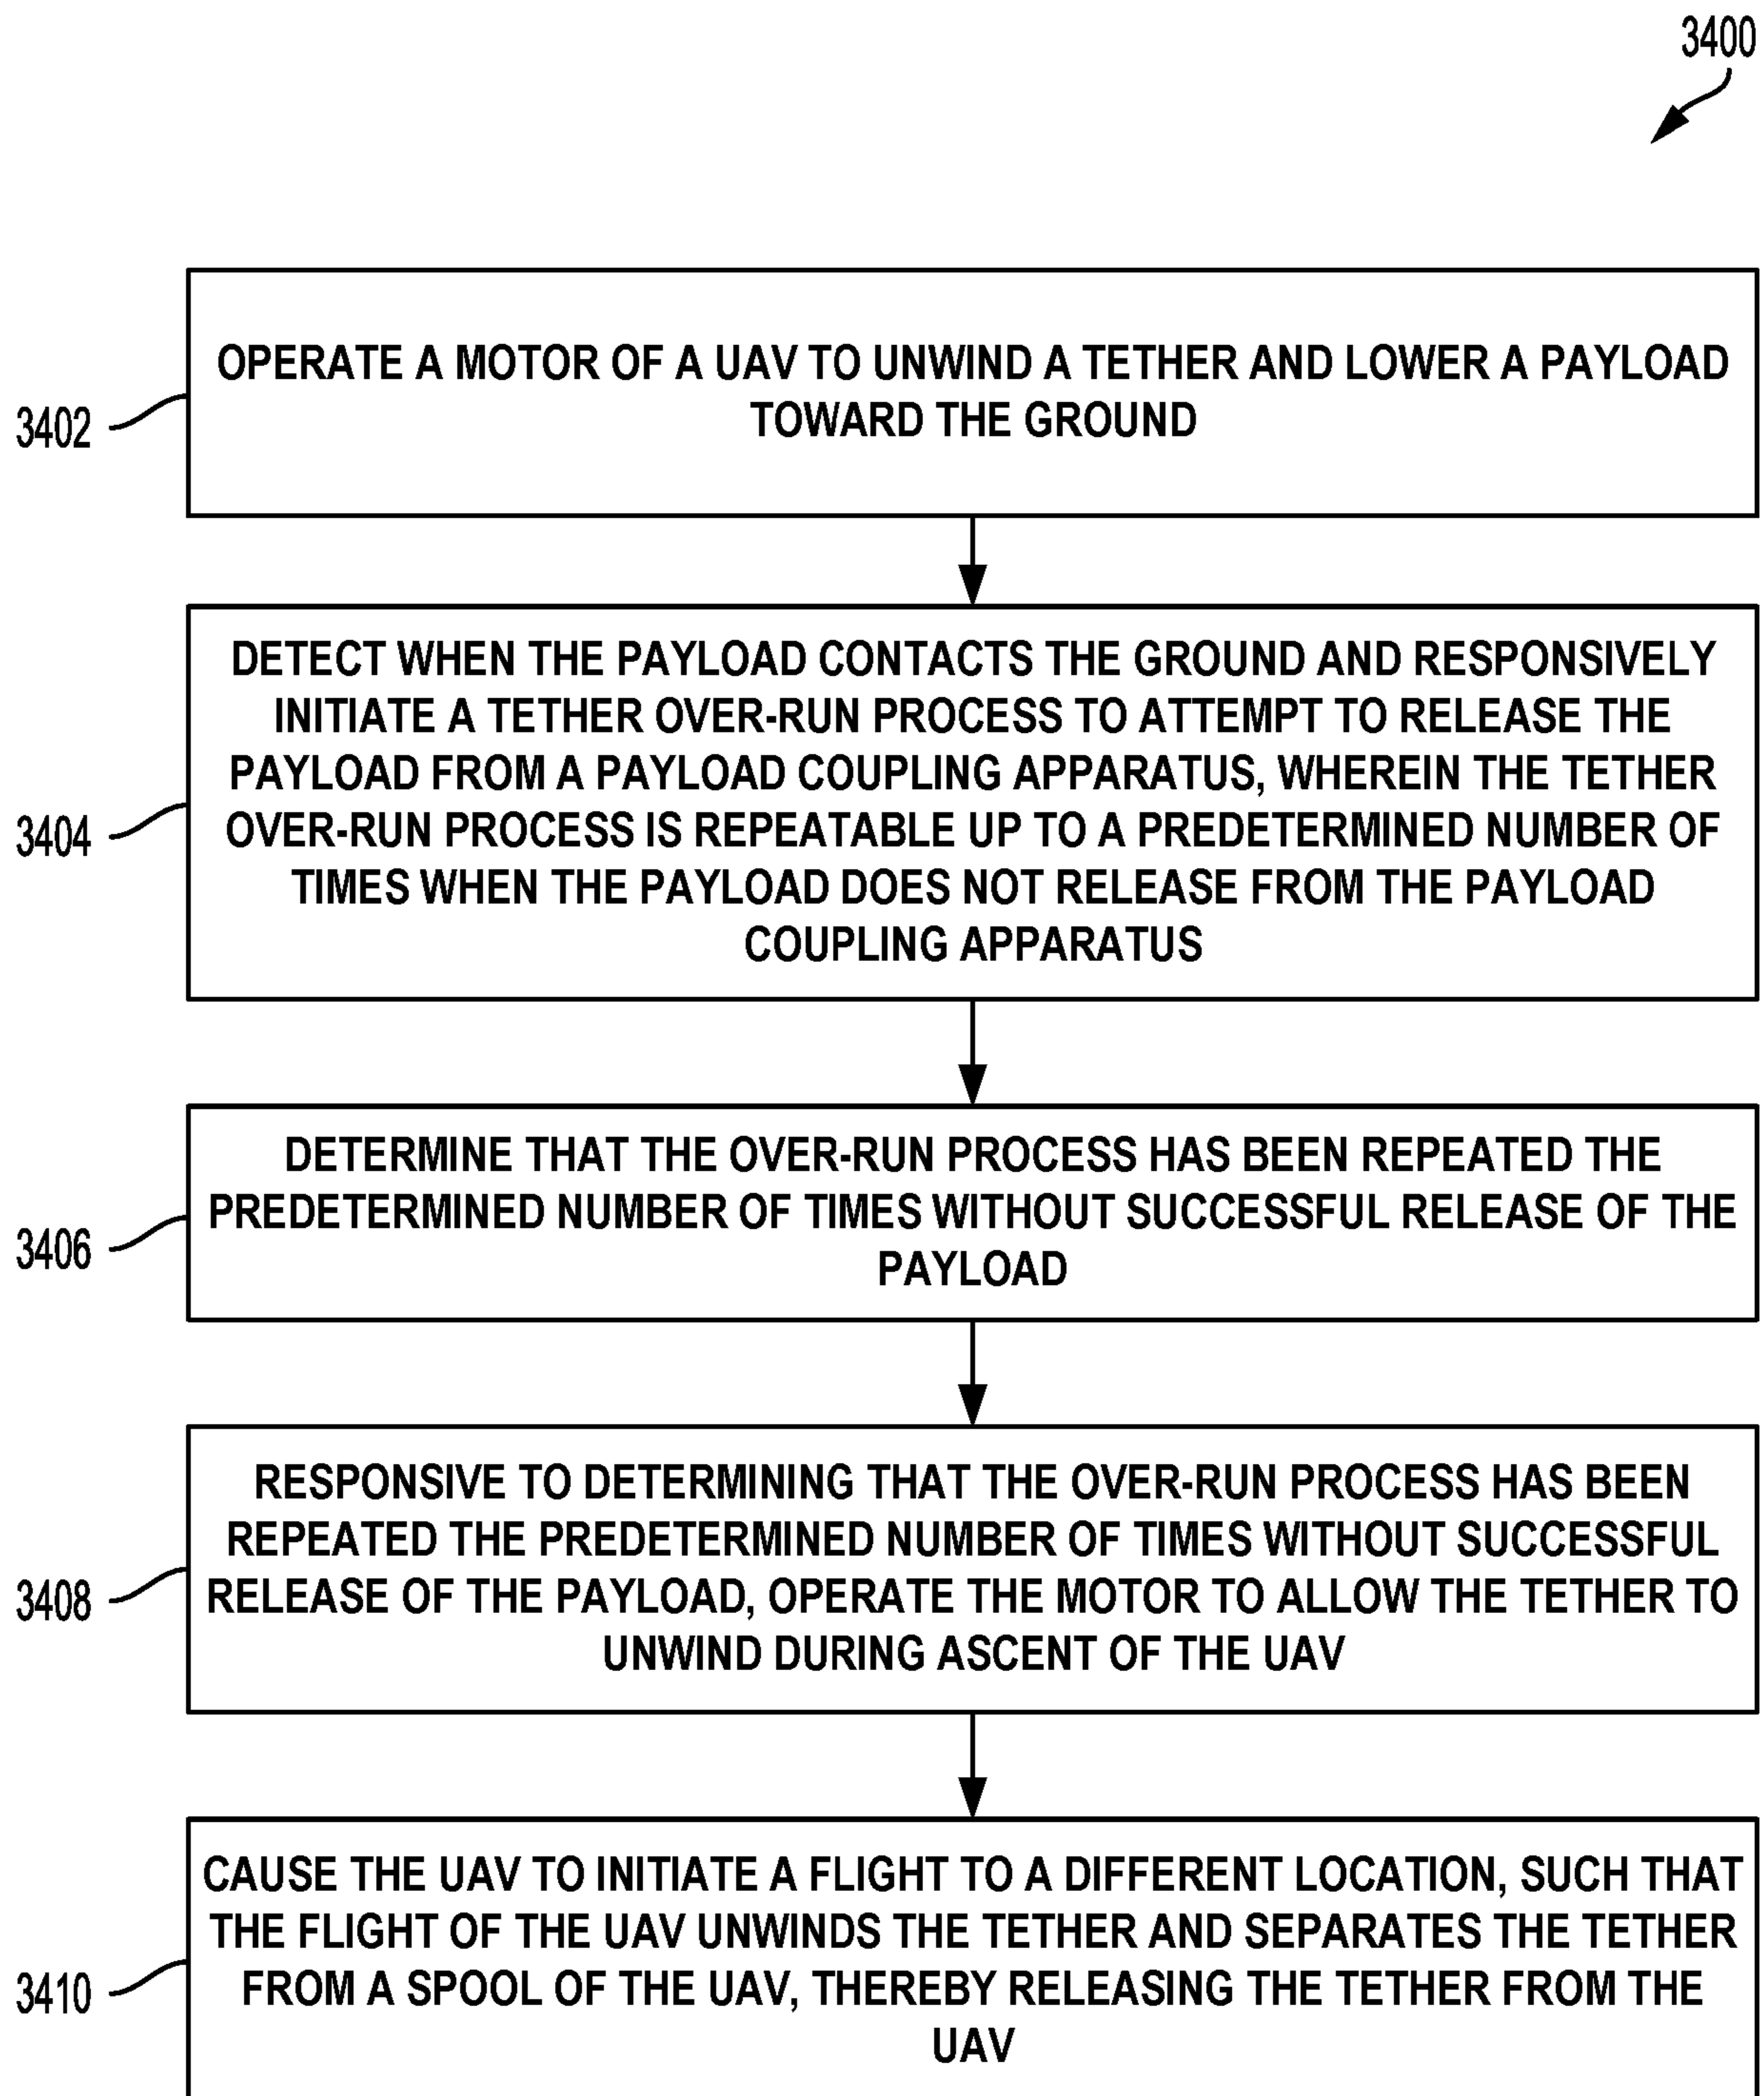 3400
3402
OPERATE A MOTOR OF A UAV TO UNWIND A TETHER AND LOWER A PAYLOAD
TOWARD THE GROUND
3404
DETECT WHEN THE PAYLOAD CONTACTS THE GROUND AND RESPONSIVELY
INITIATE A TETHER OVER-RUN PROCESS TO ATTEMPT TO RELEASE THE
PAYLOAD FROM A PAYLOAD COUPLING APPARATUS, WHEREIN THE TETHER
OVER-RUN PROCESS IS REPEATABLE UP TO A PREDETERMINED NUMBER OF
TIMES WHEN THE PAYLOAD DOES NOT RELEASE FROM THE PAYLOAD
COUPLING APPARATUS
3406
DETERMINE THAT THE OVER-RUN PROCESS HAS BEEN REPEATED THE
PREDETERMINED NUMBER OF TIMES WITHOUT SUCCESSFUL RELEASE OF THE
PAYLOAD
3408
RESPONSIVE TO DETERMINING THAT THE OVER-RUN PROCESS HAS BEEN
REPEATED THE PREDETERMINED NUMBER OF TIMES WITHOUT SUCCESSFUL
RELEASE OF THE PAYLOAD, OPERATE THE MOTOR TO ALLOW THE TETHER TO
UNWIND DURING ASCENT OF THE UAV
3410
CAUSE THE UAV TO INITIATE A FLIGHT TO A DIFFERENT LOCATION, SUCH THAT
THE FLIGHT OF THE UAV UNWINDS THE TETHER AND SEPARATES THE TETHER
FROM A SPOOL OF THE UAV, THEREBY RELEASING THE TETHER FROM THE
UAV